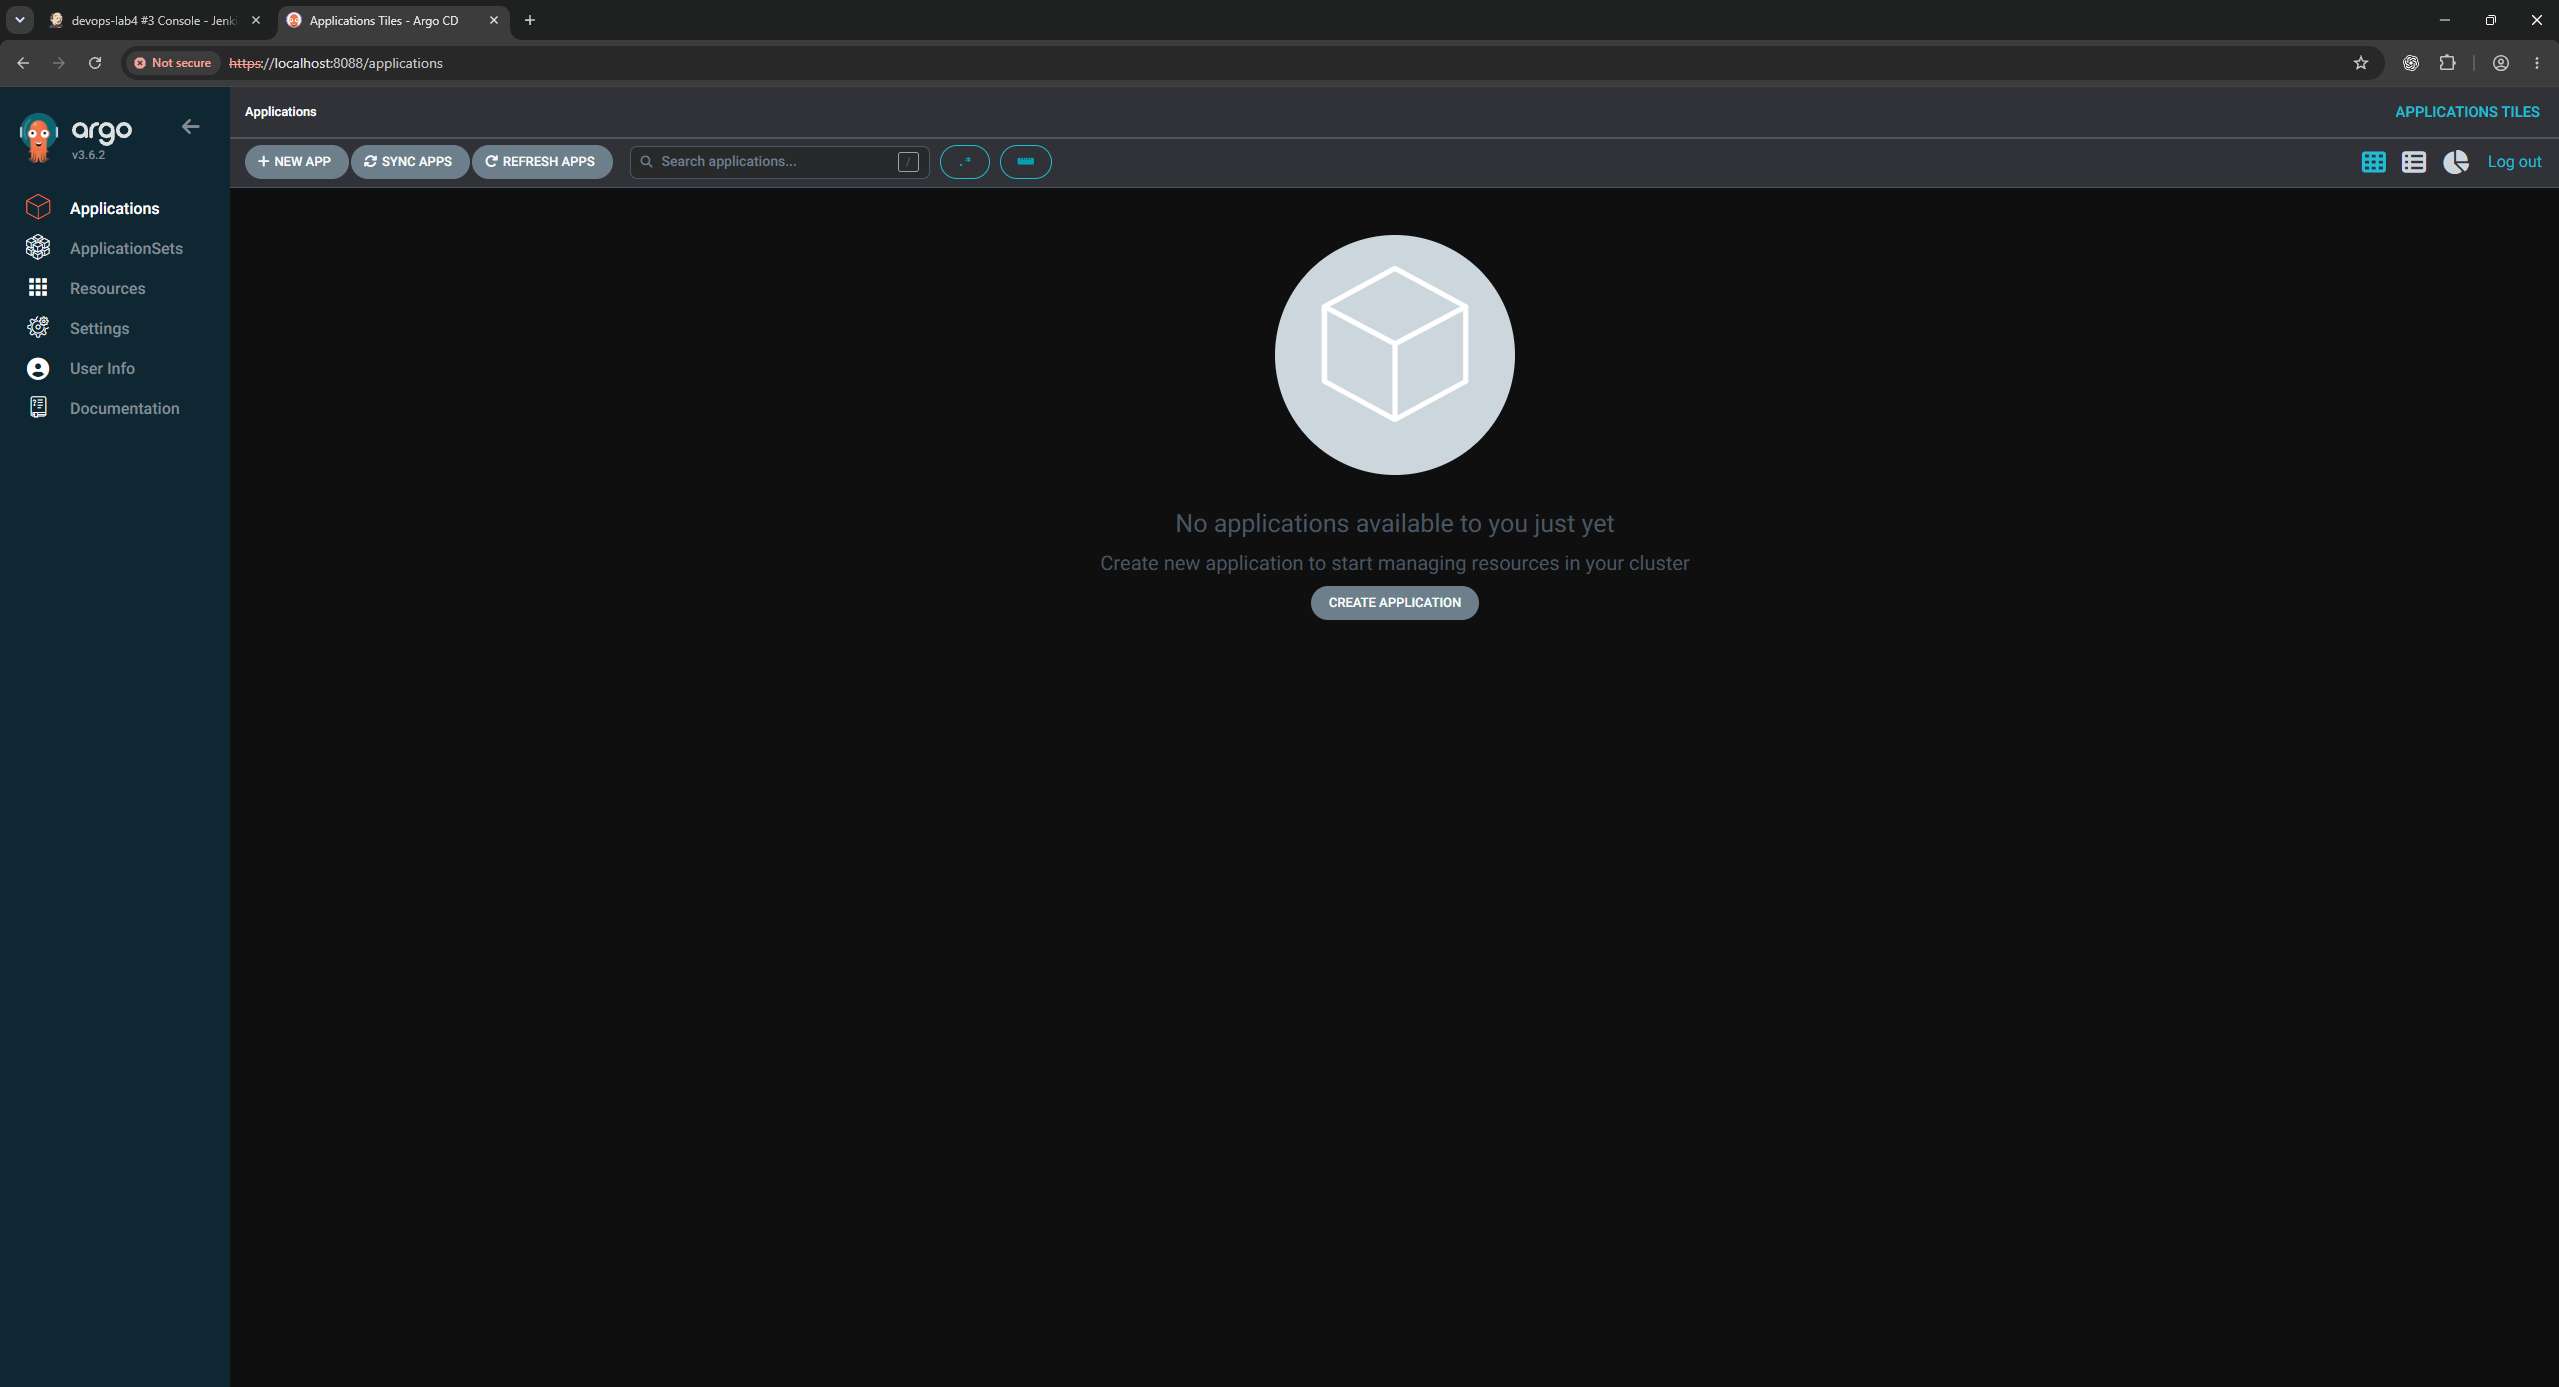 devops-lab4 #3 Console - Jenki
Applications Tiles - Argo CD
Not secure
https://localhost:8088/applications
argo
v3.6.2
Applications
ApplicationSets
Resources
Settings
User Info
Documentation
Applications
APPLICATIONS TILES
NEW APP
SYNC APPS
REFRESH APPS
Search applications...
/
.*
Log out
No applications available to you just yet
Create new application to start managing resources in your cluster
CREATE APPLICATION